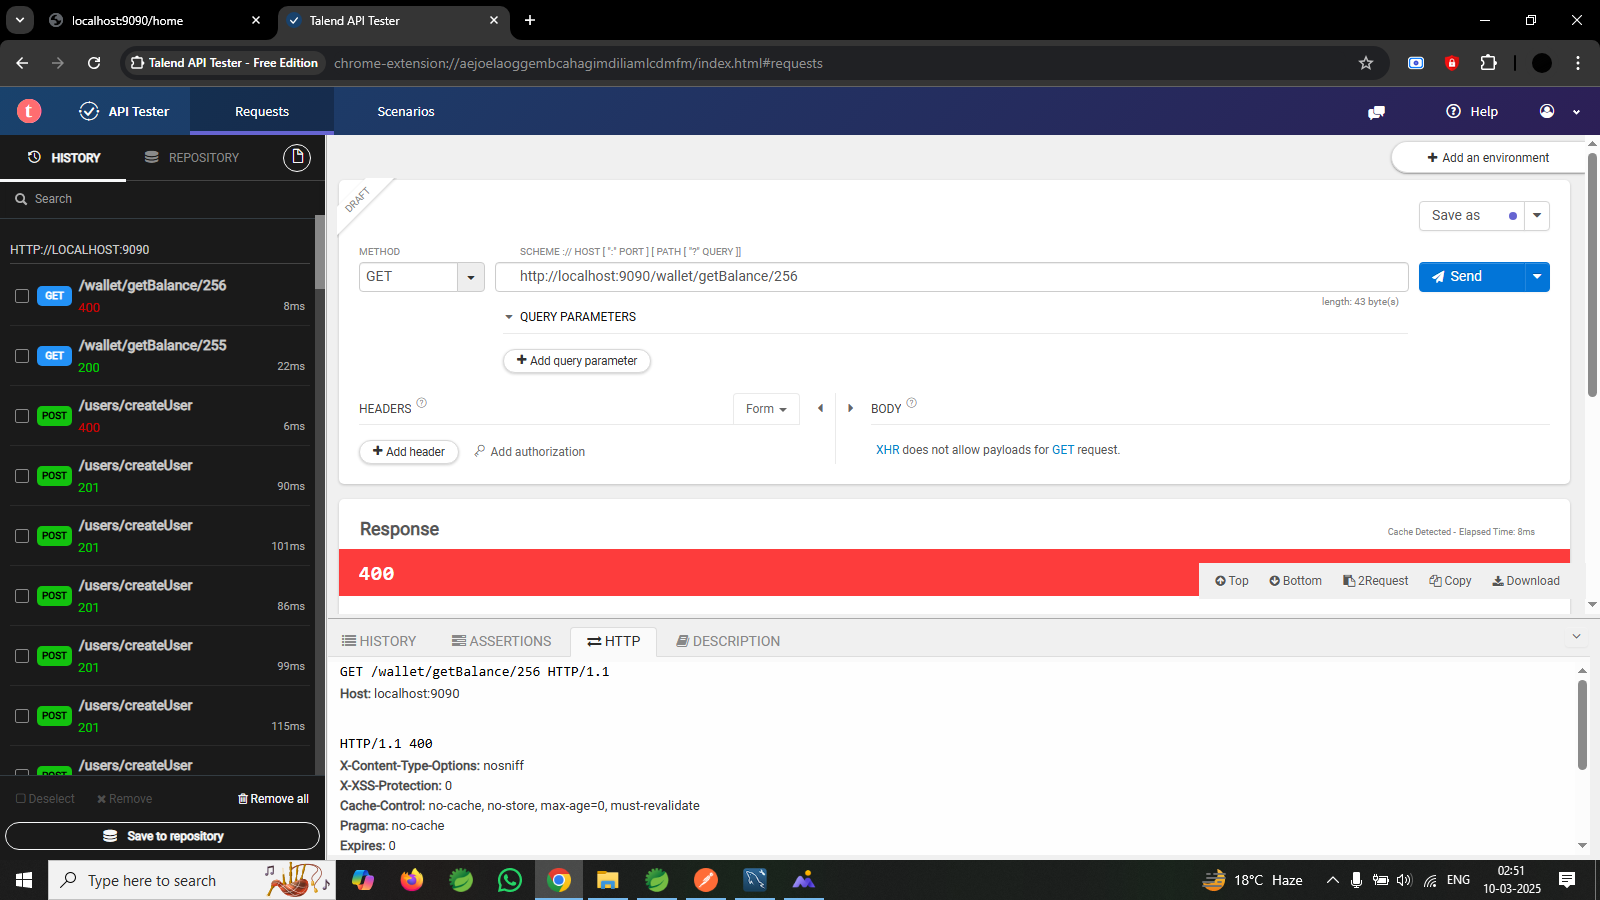 localhost:9090/home
Talend API Tester
Talend API Tester - Free Edition
chrome-extension://aejoelaoggembcahagimdiliamlcdmfm/index.html#requests
t
API Tester
Requests
Scenarios
Help
HISTORY
REPOSITORY
Search
HTTP://LOCALHOST:9090
GET
/wallet/getBalance/256
400
8ms
GET
/wallet/getBalance/255
200
22ms
POST
/users/createUser
400
6ms
POST
/users/createUser
201
90ms
POST
/users/createUser
201
101ms
POST
/users/createUser
201
86ms
POST
/users/createUser
201
99ms
POST
/users/createUser
201
115ms
POST
/users/createUser
Deselect
Remove
Remove all
Save to repository
Add an environment
DRAFT
Save as
METHOD
SCHEME :// HOST [ ":" PORT ] [ PATH [ "?" QUERY ]]
GET
http://localhost:9090/wallet/getBalance/256
Send
length: 43 byte(s)
QUERY PARAMETERS
Add query parameter
HEADERS
Form
BODY
Add header
Add authorization
XHR does not allow payloads for GET request.
Response
Cache Detected - Elapsed Time: 8ms
400
Top
Bottom
2Request
Copy
Download
HISTORY
ASSERTIONS
HTTP
DESCRIPTION
GET /wallet/getBalance/256 HTTP/1.1
Host: localhost:9090
HTTP/1.1 400
X-Content-Type-Options: nosniff
X-XSS-Protection: 0
Cache-Control: no-cache, no-store, max-age=0, must-revalidate
Pragma: no-cache
Expires: 0
Type here to search
18°C Haze
ENG
02:51
10-03-2025